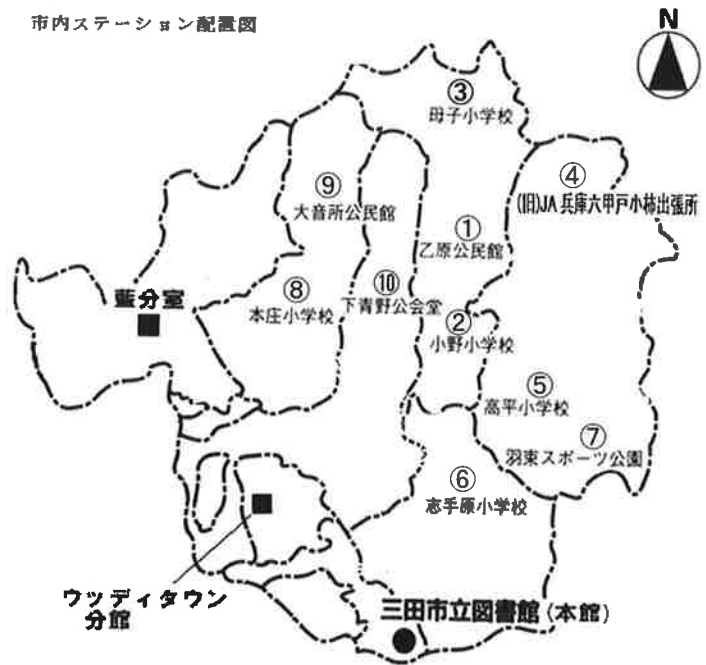 市内ステーション配置図
N
③
母子小学校
④
(旧)JA兵庫六甲戸小柿出張所
⑨
大音所公民館
①
乙原公民館
⑩
下青野公会堂
⑧
本庄小学校
藍分室
②
小野小学校
⑤
高平小学校
⑦
羽束スポーツ公園
⑥
志手原小学校
ウッディタウン
分館
三田市立図書館(本館)